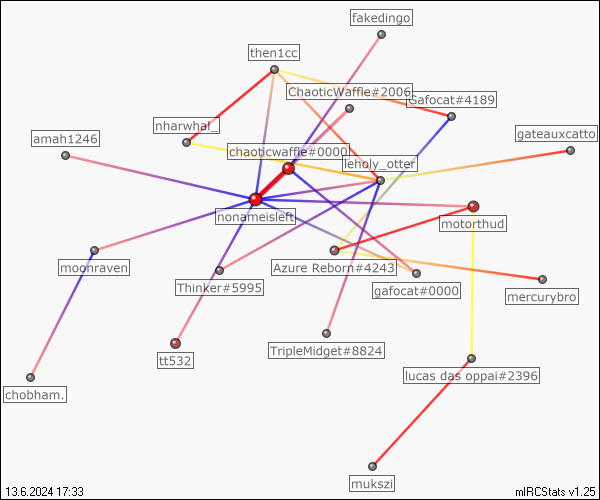 fakedingo
then1cc
ChaoticWaffle#2006
Gafocat#4189
nharwhal_
gateauxcatto
amah1246
chaoticwaffle#0000
leholy_otter
nonameisleft
motorthud
moonraven
Azure Reborn#4243
Thinker#5995
gafocat#0000
mercurybro
TripleMidget#8824
tt532
lucas das oppai#2396
chobham.
mukszi
13.6.2024 17:33
mIRCStats v1.25